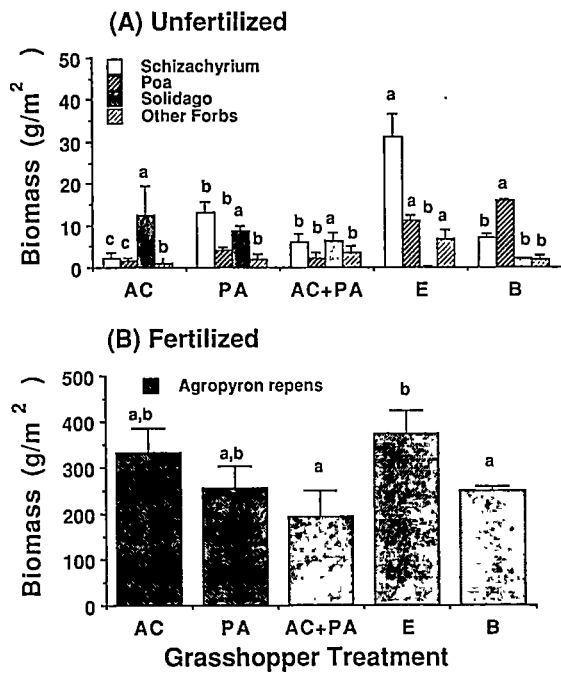 (A) Unfertilized
Schizachyrium
Poa
Solidago
Other Forbs
Biomass (g/m²)
50
40
30
20
10
0
c c a b
b b a b
b b a b
a a b a
b a b b
AC PA AC+PA E B
(B) Fertilized
Agropyron repens
Biomass (g/m²)
500
400
300
200
100
0
a,b a,b a b a
AC PA AC+PA E B
Grasshopper Treatment